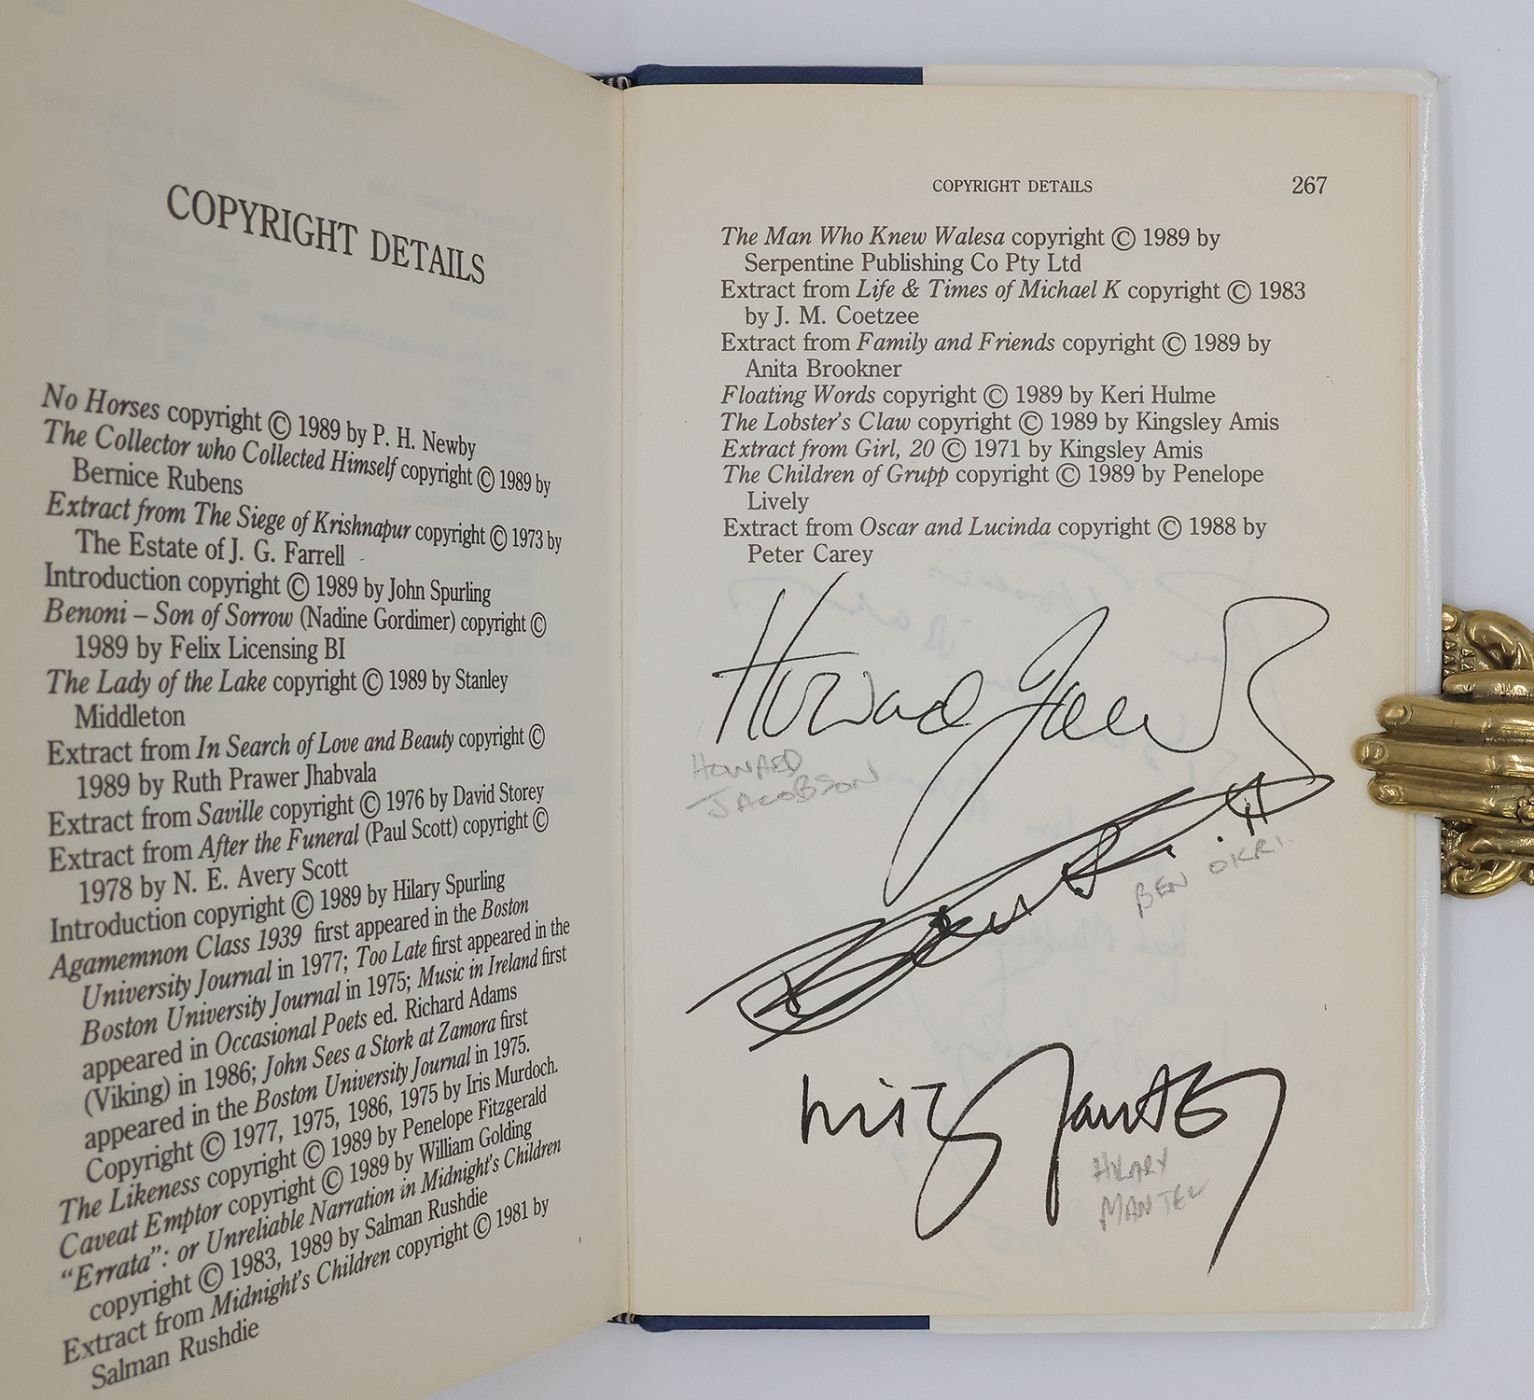 COPYRIGHT DETAILS
No Horses copyright © 1989 by P. H. Newby
The Collector who Collected Himself copyright © 1989 by
Bernice Rubens
Extract from The Siege of Krishnapur copyright © 1973 by
The Estate of J. G. Farrell
Introduction copyright © 1989 by John Spurling
Benoni – Son of Sorrow (Nadine Gordimer) copyright ©
1989 by Felix Licensing BI
The Lady of the Lake copyright © 1989 by Stanley
Middleton
Extract from In Search of Love and Beauty copyright ©
1989 by Ruth Prawer Jhabvala
Extract from Saville copyright © 1976 by David Storey
Extract from After the Funeral (Paul Scott) copyright ©
1978 by N. E. Avery Scott
Introduction copyright © 1989 by Hilary Spurling
Agamemnon Class 1939 first appeared in the Boston
University Journal in 1977; Too Late first appeared in the
Boston University Journal in 1975; Music in Ireland first
appeared in Occasional Poets ed. Richard Adams
(Viking) in 1986; John Sees a Stork at Zamora first
appeared in the Boston University Journal in 1975.
Copyright © 1977, 1975, 1986, 1975 by Iris Murdoch.
The Likeness copyright © 1989 by Penelope Fitzgerald
Caveat Emptor copyright © 1989 by William Golding
“Errata”: or Unreliable Narration in Midnight's Children
copyright © 1983, 1989 by Salman Rushdie
Extract from Midnight's Children copyright © 1981 by
Salman Rushdie
COPYRIGHT DETAILS 267
The Man Who Knew Walesa copyright © 1989 by
Serpentine Publishing Co Pty Ltd
Extract from Life & Times of Michael K copyright © 1983
by J. M. Coetzee
Extract from Family and Friends copyright © 1989 by
Anita Brookner
Floating Words copyright © 1989 by Keri Hulme
The Lobster's Claw copyright © 1989 by Kingsley Amis
Extract from Girl, 20 © 1971 by Kingsley Amis
The Children of Grupp copyright © 1989 by Penelope
Lively
Extract from Oscar and Lucinda copyright © 1988 by
Peter Carey
Howard Jacobson
HOWARD
JACOBSON
Ben Okri
BEN OKRI.
Hilary Mantel
HILARY
MANTEL